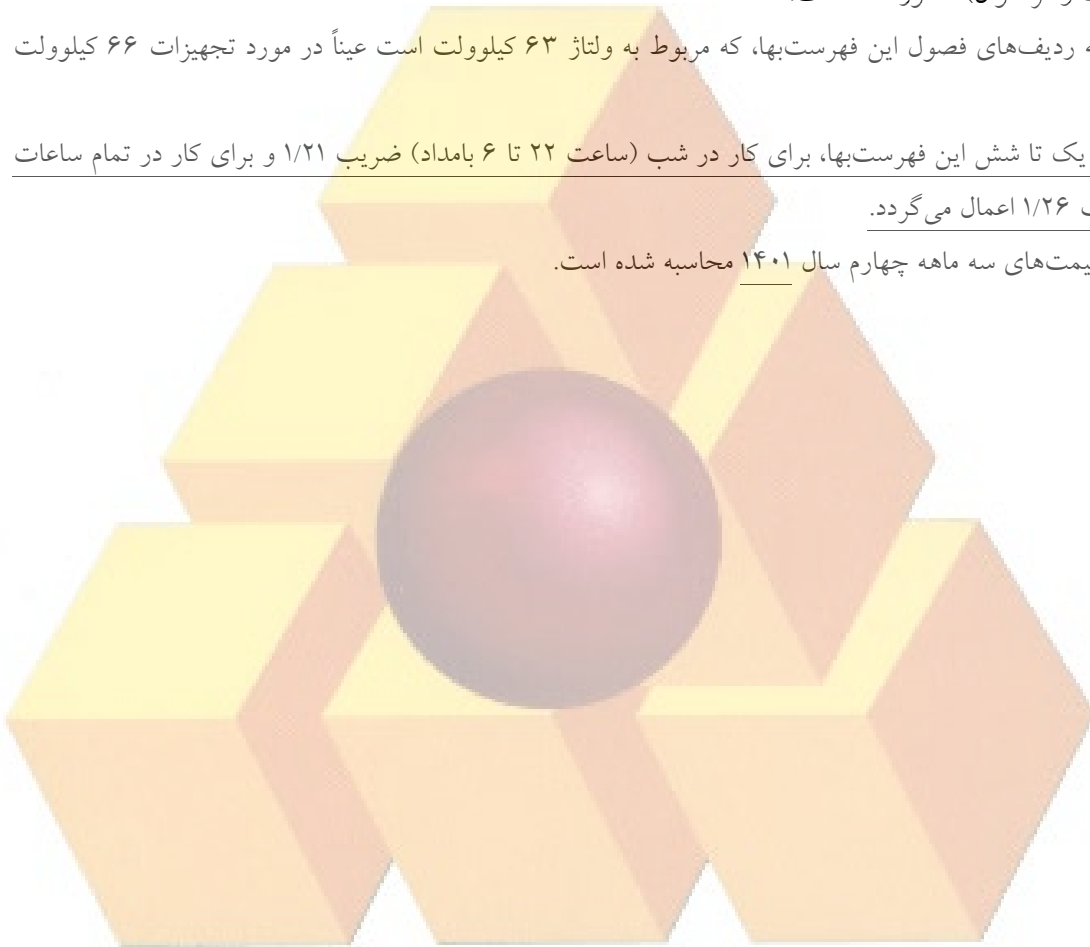 ردیف‌های فصول این فهرست‌بها، که مربوط به ولتاژ ۶۳ کیلوولت است عیناً در مورد تجهیزات ۶۶ کیلوولت
یک تا شش این فهرست‌بها، برای کار در شب (ساعت ۲۲ تا ۶ بامداد) ضریب ۱/۲۱ و برای کار در تمام ساعات
۱/۲۶ اعمال می‌گردد.
یمت‌های سه ماهه چهارم سال ۱۴۰۱ محاسبه شده است.